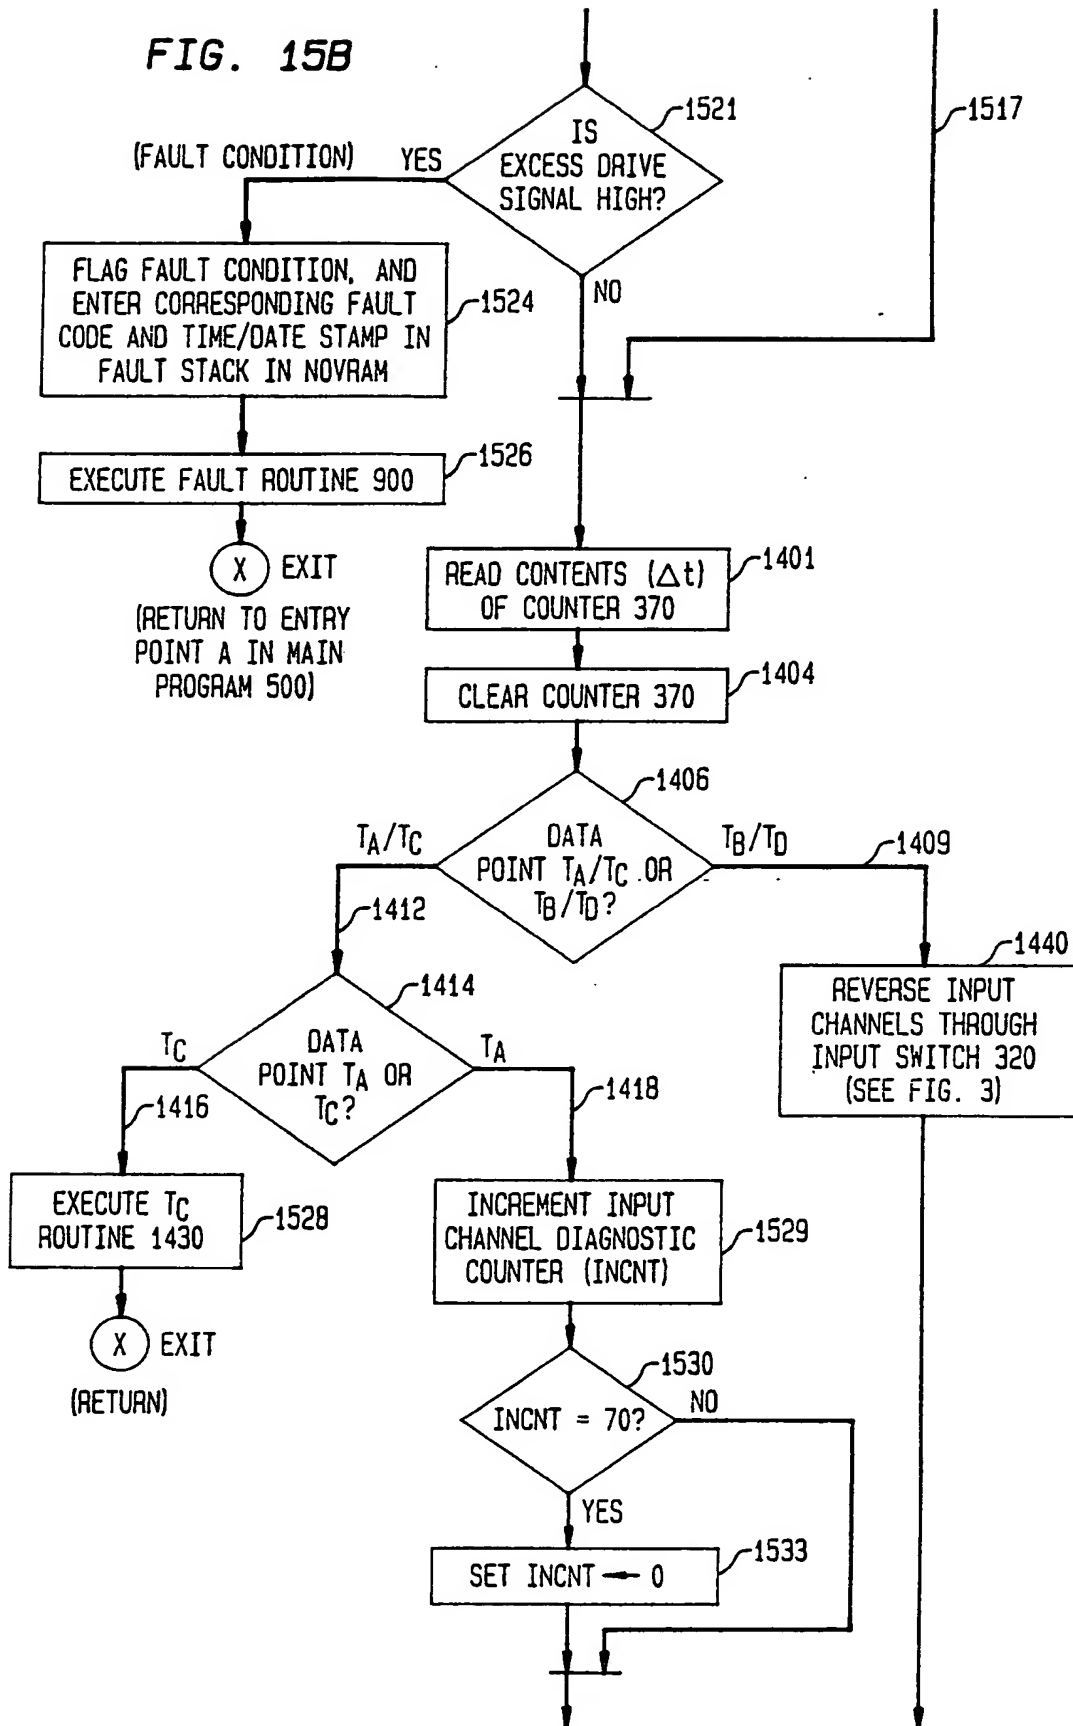 FIG. 15B
1521
1517
IS
EXCESS DRIVE
SIGNAL HIGH?
(FAULT CONDITION) YES
NO
FLAG FAULT CONDITION, AND
ENTER CORRESPONDING FAULT
CODE AND TIME/DATE STAMP IN
FAULT STACK IN NOVRAM
1524
EXECUTE FAULT ROUTINE 900
1526
X EXIT
(RETURN TO ENTRY
POINT A IN MAIN
PROGRAM 500)
READ CONTENTS (Δt)
OF COUNTER 370
1401
CLEAR COUNTER 370
1404
1406
DATA
POINT TA/TC OR
TB/TD?
TA/TC
TB/TD
1409
1412
1414
DATA
POINT TA OR
TC?
TC
TA
1416
1418
1440
REVERSE INPUT
CHANNELS THROUGH
INPUT SWITCH 320
(SEE FIG. 3)
EXECUTE TC
ROUTINE 1430
1528
X EXIT
(RETURN)
INCREMENT INPUT
CHANNEL DIAGNOSTIC
COUNTER (INCNT)
1529
1530
INCNT = 70?
NO
YES
SET INCNT ← 0
1533